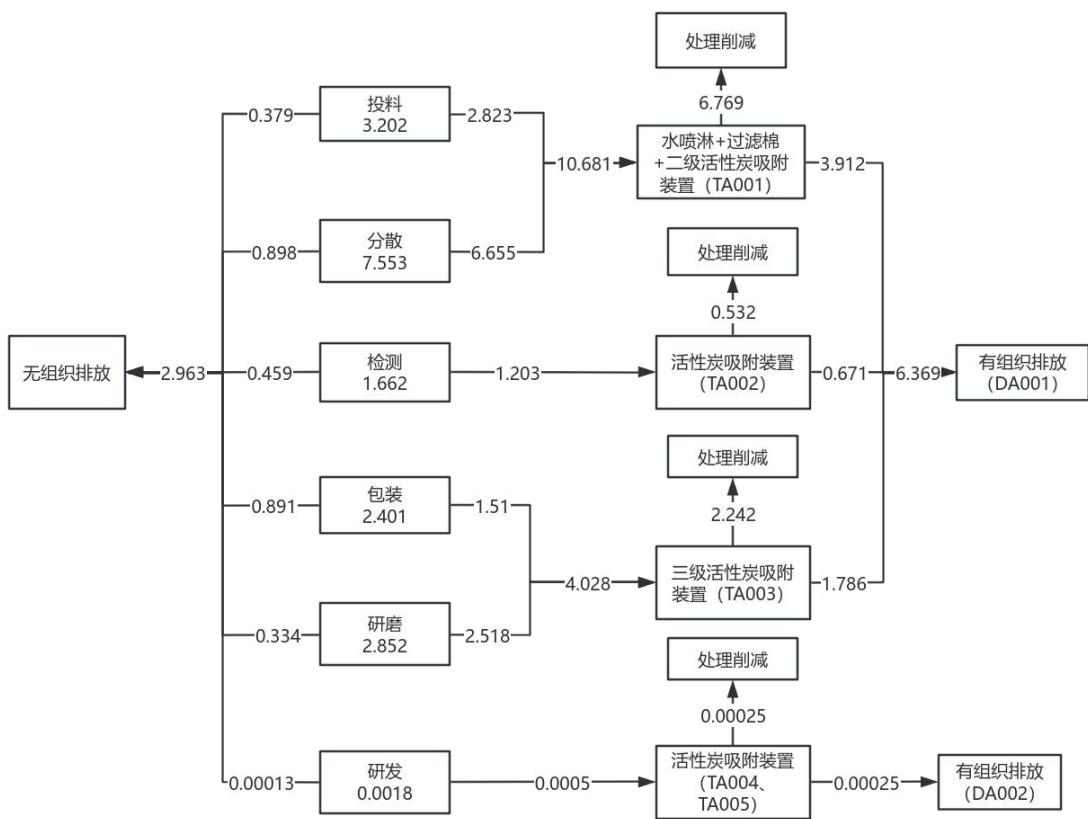 处理削减
6.769
投料
3.202
0.379
2.823
水喷淋+过滤棉
+二级活性炭吸附
装置（TA001）
10.681
3.912
分散
7.553
0.898
6.655
处理削减
0.532
无组织排放
2.963
0.459
检测
1.662
1.203
活性炭吸附装置
（TA002）
0.671
6.369
有组织排放
（DA001）
处理削减
2.242
包装
2.401
0.891
1.51
4.028
三级活性炭吸附
装置（TA003）
1.786
研磨
2.852
0.334
2.518
处理削减
0.00025
0.00013
研发
0.0018
0.0005
活性炭吸附装置
（TA004、
TA005）
0.00025
有组织排放
（DA002）